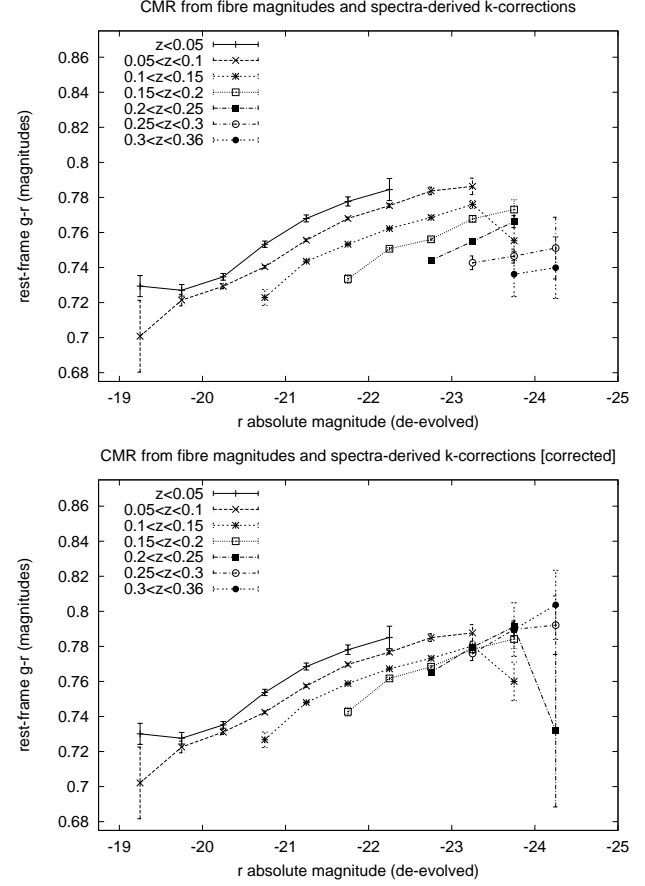 CMR from fibre magnitudes and spectra-derived k-corrections
rest-frame g-r (magnitudes)
0.86
0.84
0.82
0.8
0.78
0.76
0.74
0.72
0.7
0.68
z<0.05
0.05<z<0.1
0.1<z<0.15
0.15<z<0.2
0.2<z<0.25
0.25<z<0.3
0.3<z<0.36
-19
-20
-21
-22
-23
-24
-25
r absolute magnitude (de-evolved)
CMR from fibre magnitudes and spectra-derived k-corrections [corrected]
rest-frame g-r (magnitudes)
0.86
0.84
0.82
0.8
0.78
0.76
0.74
0.72
0.7
0.68
z<0.05
0.05<z<0.1
0.1<z<0.15
0.15<z<0.2
0.2<z<0.25
0.25<z<0.3
0.3<z<0.36
-19
-20
-21
-22
-23
-24
-25
r absolute magnitude (de-evolved)